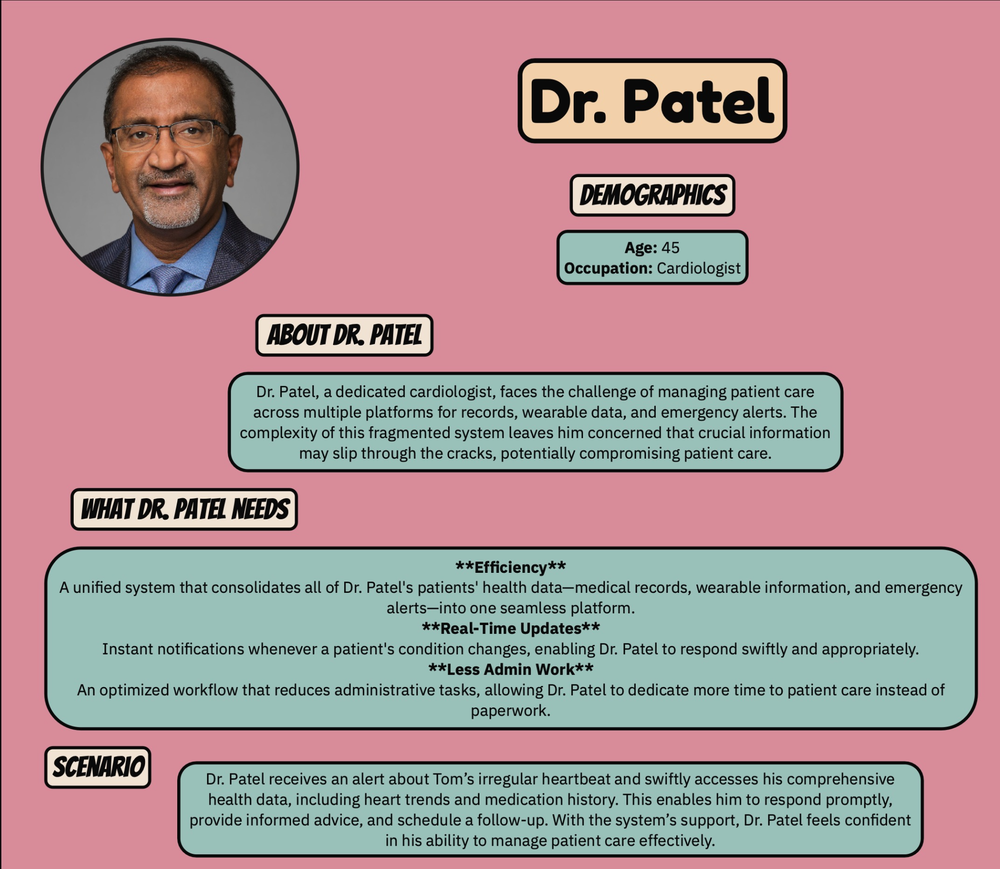 Dr. Patel
DEMOGRAPHICS
Age: 45
Occupation: Cardiologist
ABOUT DR. PATEL
Dr. Patel, a dedicated cardiologist, faces the challenge of managing patient care
across multiple platforms for records, wearable data, and emergency alerts. The
complexity of this fragmented system leaves him concerned that crucial information
may slip through the cracks, potentially compromising patient care.
WHAT DR. PATEL NEEDS
**Efficiency**
A unified system that consolidates all of Dr. Patel's patients' health data—medical records, wearable information, and emergency
alerts—into one seamless platform.
**Real-Time Updates**
Instant notifications whenever a patient's condition changes, enabling Dr. Patel to respond swiftly and appropriately.
**Less Admin Work**
An optimized workflow that reduces administrative tasks, allowing Dr. Patel to dedicate more time to patient care instead of
paperwork.
SCENARIO
Dr. Patel receives an alert about Tom’s irregular heartbeat and swiftly accesses his comprehensive
health data, including heart trends and medication history. This enables him to respond promptly,
provide informed advice, and schedule a follow-up. With the system’s support, Dr. Patel feels confident
in his ability to manage patient care effectively.